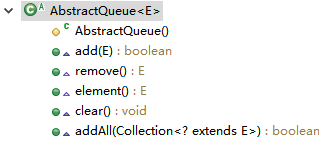 AbstractQueue<E>
AbstractQueue()
add(E) : boolean
remove() : E
element() : E
clear() : void
addAll(Collection<? extends E>) : boolean